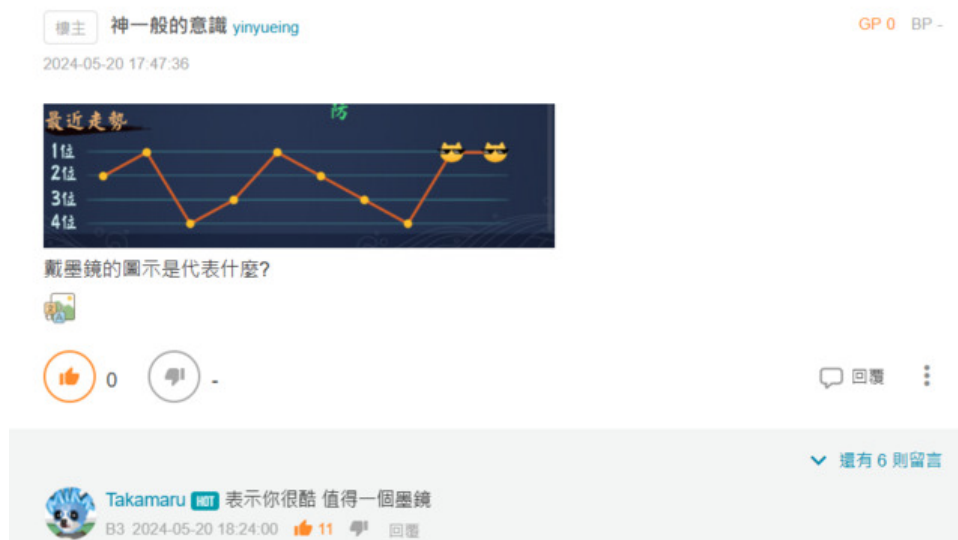 樓主 神一般的意識 yinyueing GP 0 BP -
2024-05-20 17:47:36
防
最近走勢
1位
2位
3位
4位
戴墨鏡的圖示是代表什麼?
0 - 回覆
還有 6 則留言
Takamaru HOT 表示你很酷 值得一個墨鏡
B3 2024-05-20 18:24:00 11 回覆